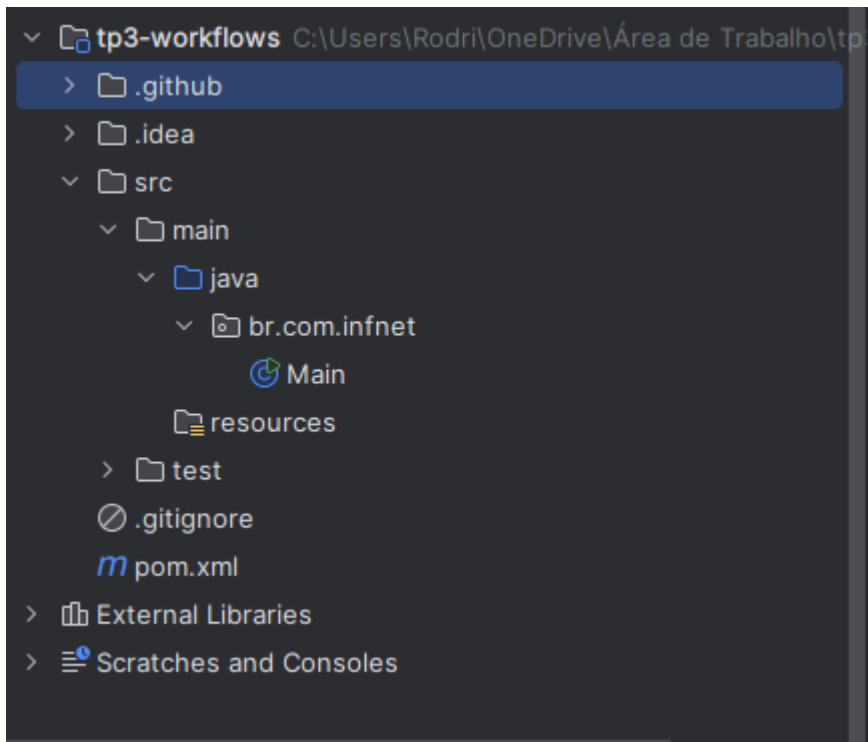 tp3-workflows C:\Users\Rodri\OneDrive\Área de Trabalho\tp3
.github
.idea
src
main
java
br.com.infnet
Main
resources
test
.gitignore
pom.xml
External Libraries
Scratches and Consoles